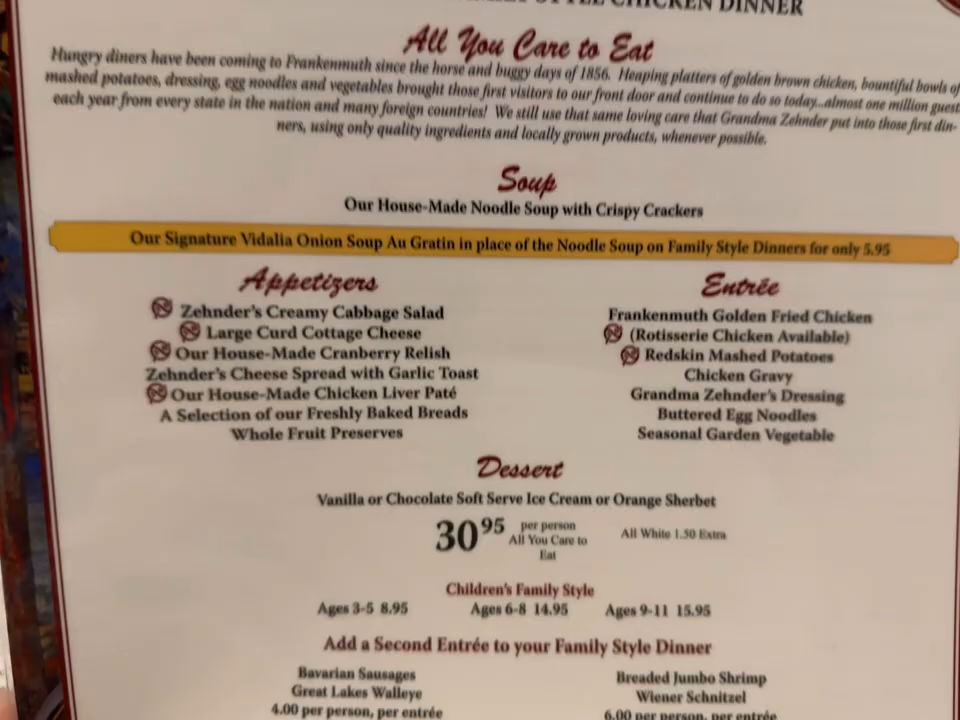 STYLE CHICKEN DINNER
All You Care to Eat
Hungry diners have been coming to Frankenmuth since the horse and buggy days of 1856. Heaping platters of golden brown chicken, bountiful bowls of
mashed potatoes, dressing, egg noodles and vegetables brought those first visitors to our front door and continue to do so today...almost one million guest
each year from every state in the nation and many foreign countries! We still use that same loving care that Grandma Zehnder put into those first din-
ners, using only quality ingredients and locally grown products, whenever possible.
Soup
Our House-Made Noodle Soup with Crispy Crackers
Our Signature Vidalia Onion Soup Au Gratin in place of the Noodle Soup on Family Style Dinners for only 5.95
Appetizers
Zehnder's Creamy Cabbage Salad
Large Curd Cottage Cheese
Our House-Made Cranberry Relish
Zehnder's Cheese Spread with Garlic Toast
Our House-Made Chicken Liver Paté
A Selection of our Freshly Baked Breads
Whole Fruit Preserves
Entrée
Frankenmuth Golden Fried Chicken
(Rotisserie Chicken Available)
Redskin Mashed Potatoes
Chicken Gravy
Grandma Zehnder's Dressing
Buttered Egg Noodles
Seasonal Garden Vegetable
Dessert
Vanilla or Chocolate Soft Serve Ice Cream or Orange Sherbet
30 95 per person
All You Care to
Eat
All White 1.50 Extra
Children's Family Style
Ages 3-5 8.95 Ages 6-8 14.95 Ages 9-11 15.95
Add a Second Entrée to your Family Style Dinner
Bavarian Sausages
Great Lakes Walleye
4.00 per person, per entrée
Breaded Jumbo Shrimp
Wiener Schnitzel
6.00 per person, per entrée